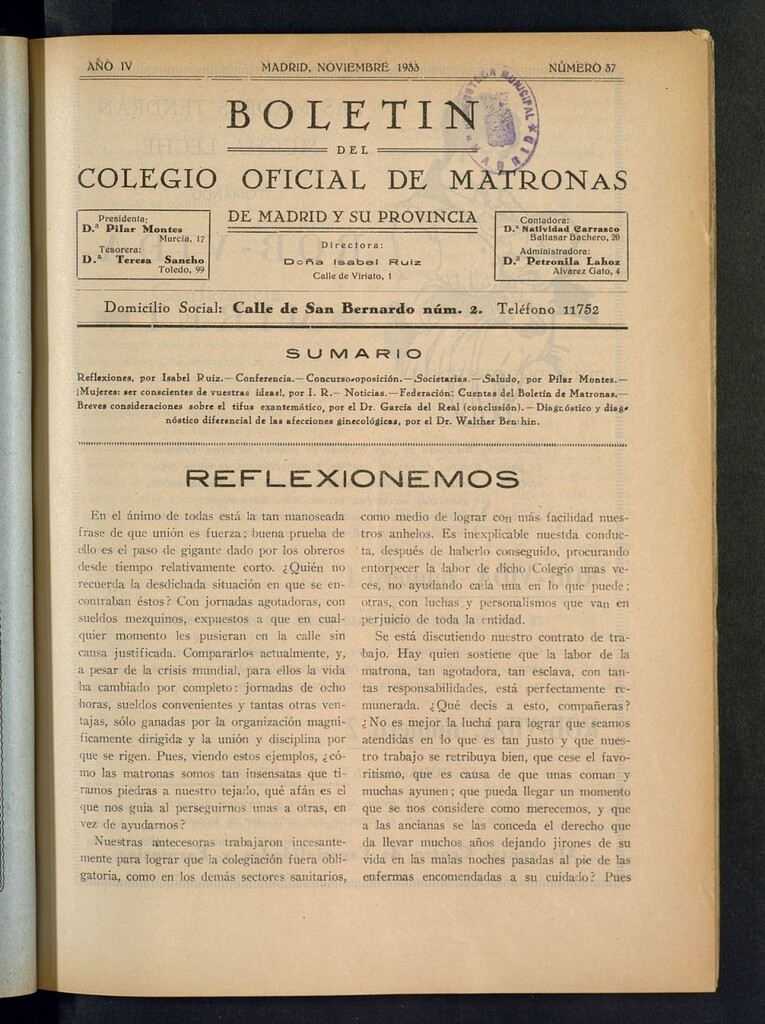 AÑO IV MADRID, NOVIEMBRE 1933 NÚMERO 37
BOLETIN
DEL
COLEGIO OFICIAL DE MATRONAS
DE MADRID Y SU PROVINCIA
Presidenta:
D.ª Pilar Montes
Murcia, 17
Tesorera:
D.ª Teresa Sancho
Toledo, 99
Directora:
Doña Isabel Ruiz
Calle de Viriato, 1
Contadora:
D.ª Natividad Carrasco
Baltasar Bachero, 20
Administradora:
D.ª Petronila Lahoz
Alvarez Gato, 4
MUNICIPAL
MADRID
Domicilio Social: Calle de San Bernardo núm. 2. Teléfono 11752
SUMARIO
Reflexiones, por Isabel Ruiz.— Conferencia.— Concurso-oposición.— Societarias.— Saludo, por Pilar Montes.—
¡Mujeres: ser conscientes de vuestras ideas!, por I. R.— Noticias.— Federación: Cuentas del Boletín de Matronas.—
Breves consideraciones sobre el tifus exantemático, por el Dr. García del Real (conclusión).— Diagnóstico y diag-
nóstico diferencial de las afecciones ginecológicas, por el Dr. Walther
REFLEXIONEMOS
En el ánimo de todas está la tan manoseada
frase de que unión es fuerza; buena prueba de
ello es el paso de gigante dado por los obreros
desde tiempo relativamente corto. ¿Quién no
recuerda la desdichada situación en que se en-
contraban éstos? Con jornadas agotadoras, con
sueldos mezquinos, expuestos a que en cual-
quier momento les pusieran en la calle sin
causa justificada. Compararlos actualmente, y,
a pesar de la crisis mundial, para ellos la vida
ha cambiado por completo: jornadas de ocho
horas, sueldos convenientes y tantas otras ven-
tajas, sólo ganadas por la organización magní-
ficamente dirigida y la unión y disciplina por
que se rigen. Pues, viendo estos ejemplos, ¿có-
mo las matronas somos tan insensatas que ti-
ramos piedras a nuestro tejado, qué afán es el
que nos guía al perseguirnos unas a otras, en
vez de ayudarnos?
Nuestras antecesoras trabajaron incesante-
mente para lograr que la colegiación fuera obli-
gatoria, como en los demás sectores sanitarios,
como medio de lograr con más facilidad nues-
tros anhelos. Es inexplicable nuestda conduc-
ta, después de haberlo conseguido, procurando
entorpecer la labor de dicho Colegio unas ve-
ces, no ayudando cada una en lo que puede;
otras, con luchas y personalismos que van en
perjuicio de toda la entidad.
Se está discutiendo nuestro contrato de tra-
bajo. Hay quien sostiene que la labor de la
matrona, tan agotadora, tan esclava, con tan-
tas responsabilidades, está perfectamente re-
munerada. ¿Qué decis a esto, compañeras?
¿No es mejor la lucha para lograr que seamos
atendidas en lo que es tan justo y que nues-
tro trabajo se retribuya bien, que cese el favo-
ritismo, que es causa de que unas coman y
muchas ayunen; que pueda llegar un momento
que se nos considere como merecemos, y que
a las ancianas se las conceda el derecho que
da llevar muchos años dejando jirones de su
vida en las malas noches pasadas al pie de las
enfermas encomendadas a su cuidado? Pues